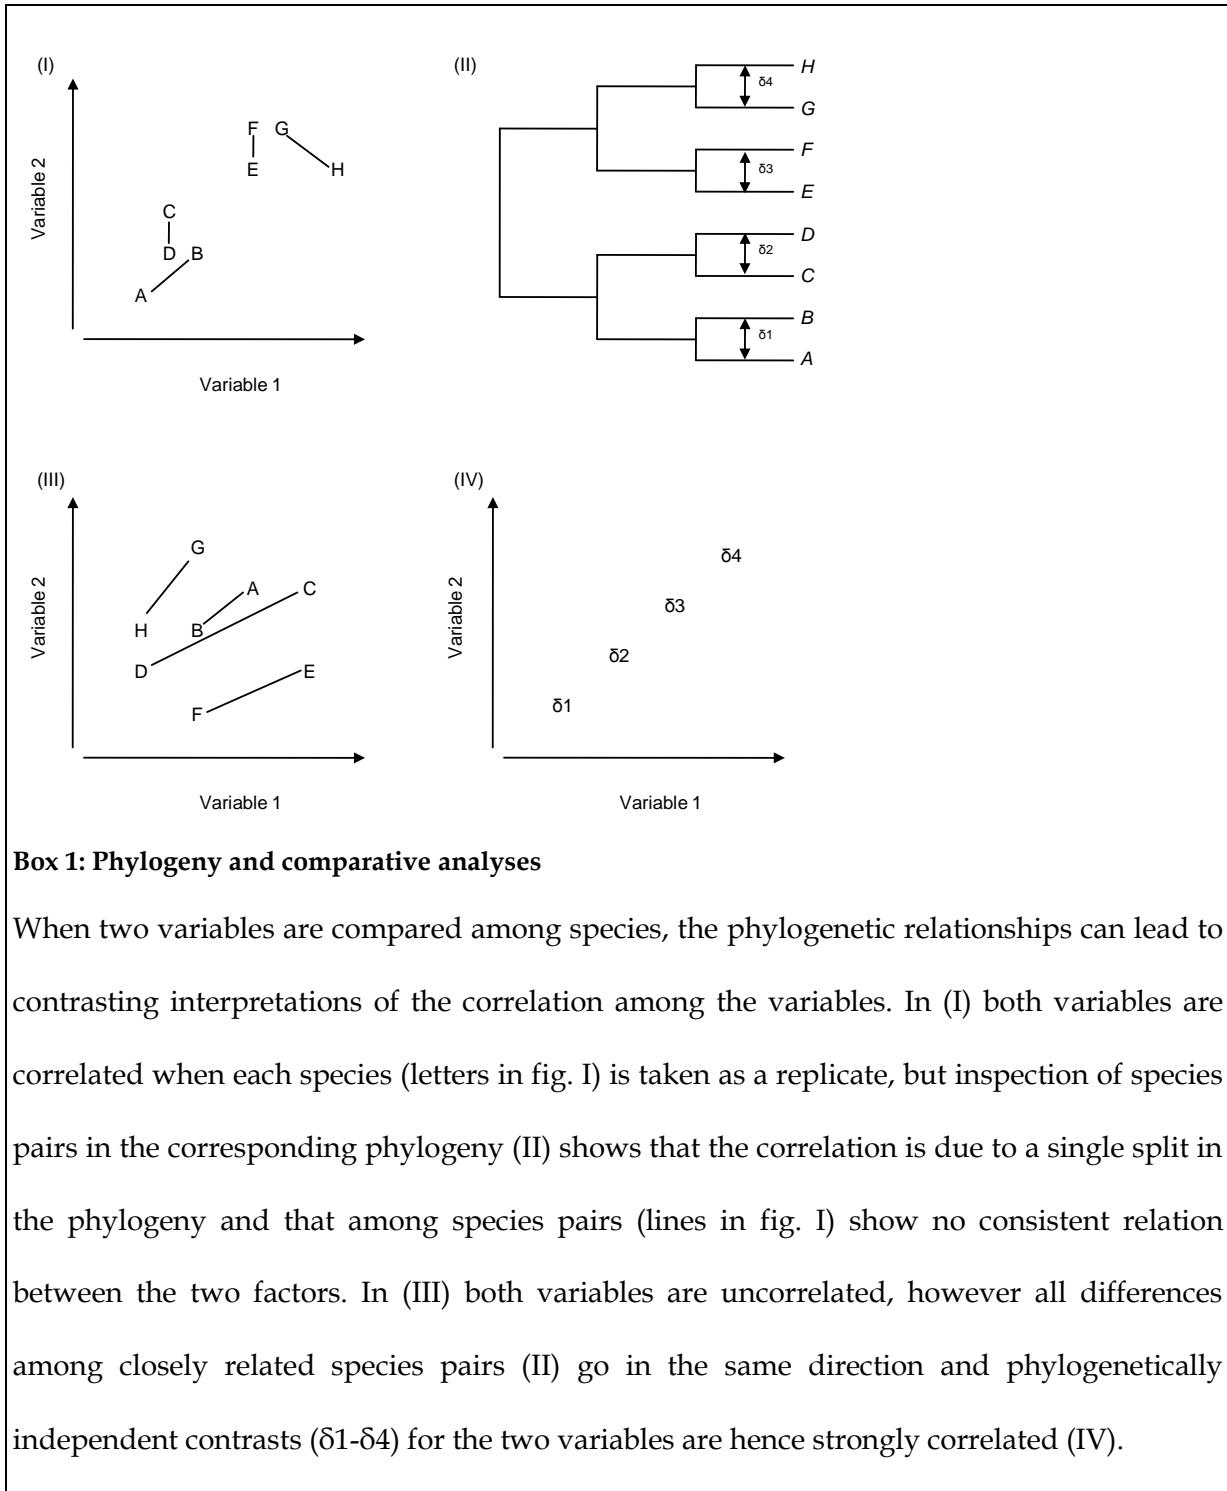 (I)
(II)
Variable 2
F G
E H
C
D B
A
Variable 1
H
δ4
G
F
δ3
E
D
δ2
C
B
δ1
A
(III)
(IV)
Variable 2
G
A C
H B
D E
F
Variable 1
Variable 2
δ4
δ3
δ2
δ1
Variable 1
Box 1: Phylogeny and comparative analyses
When two variables are compared among species, the phylogenetic relationships can lead to
contrasting interpretations of the correlation among the variables. In (I) both variables are
correlated when each species (letters in fig. I) is taken as a replicate, but inspection of species
pairs in the corresponding phylogeny (II) shows that the correlation is due to a single split in
the phylogeny and that among species pairs (lines in fig. I) show no consistent relation
between the two factors. In (III) both variables are uncorrelated, however all differences
among closely related species pairs (II) go in the same direction and phylogenetically
independent contrasts (δ1-δ4) for the two variables are hence strongly correlated (IV).